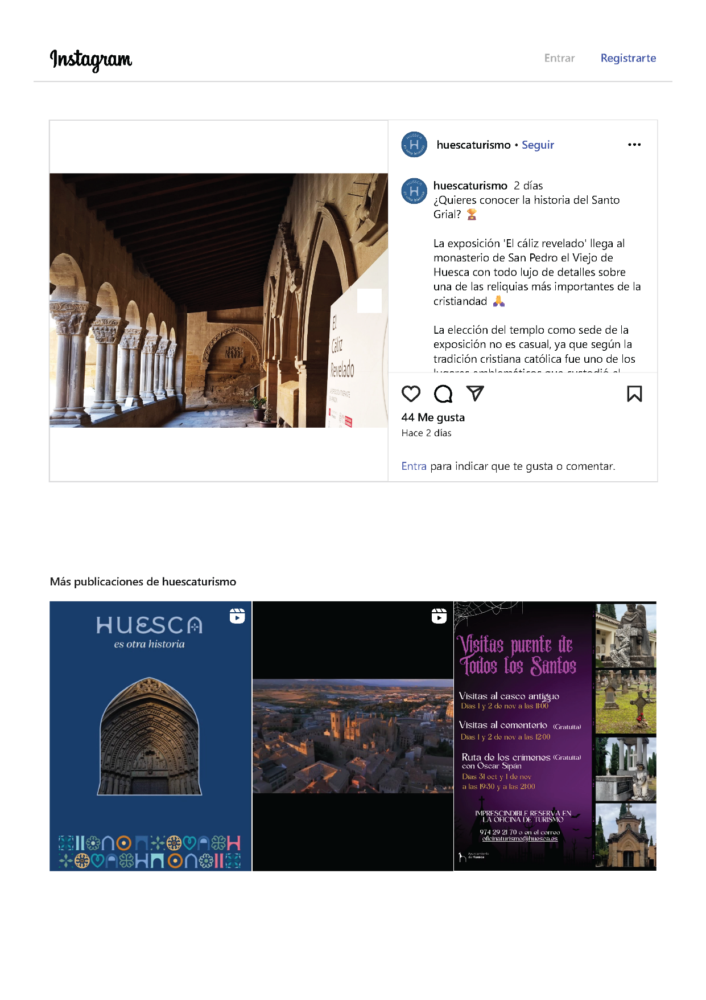 Instagram
Entrar
Registrarte
huescaturismo • Seguir
huescaturismo 2 días
¿Quieres conocer la historia del Santo
Grial? 🏆
La exposición 'El cáliz revelado' llega al
monasterio de San Pedro el Viejo de
Huesca con todo lujo de detalles sobre
una de las reliquias más importantes de la
cristiandad 🙏
La elección del templo como sede de la
exposición no es casual, ya que según la
tradición cristiana católica fue uno de los
lugares emblemáticos que custodió el
El
Cáliz
Revelado
44 Me gusta
Hace 2 días
Entra para indicar que te gusta o comentar.
Más publicaciones de huescaturismo
HUESCA
es otra historia
Visitas puente de
Todos los Santos
Visitas al casco antiguo
Días 1 y 2 de nov a las 11:00
Visitas al cementerio (Gratuita)
Días 1 y 2 de nov a las 12:00
Ruta de los crímenes (Gratuita)
con Óscar Sipán
Días 31 oct y 1 de nov
a las 19:30 y a las 21:00
IMPRESCINDIBLE RESERVA EN
LA OFICINA DE TURISMO
974 29 21 70 o en el correo
oficinaturismo@huesca.es
Ayuntamiento
de Huesca